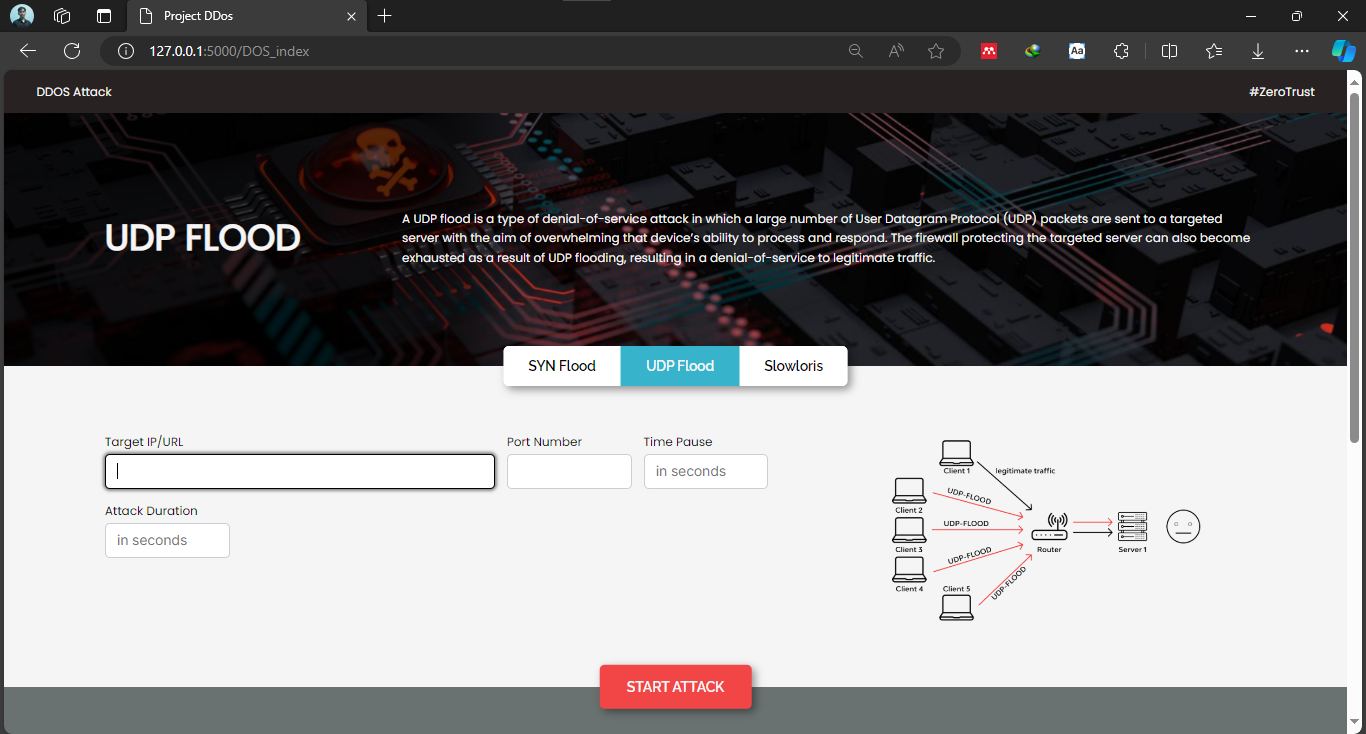 Project DDos
127.0.0.1:5000/DOS_index
DDOS Attack
#ZeroTrust
UDP FLOOD
A UDP flood is a type of denial-of-service attack in which a large number of User Datagram Protocol (UDP) packets are sent to a targeted
server with the aim of overwhelming that device's ability to process and respond. The firewall protecting the targeted server can also become
exhausted as a result of UDP flooding, resulting in a denial-of-service to legitimate traffic.
SYN Flood
UDP Flood
Slowloris
Target IP/URL
Port Number
Time Pause
in seconds
Attack Duration
in seconds
Client 1
legitimate traffic
Client 2
UDP-FLOOD
Client 3
UDP-FLOOD
Client 4
UDP-FLOOD
Client 5
UDP-FLOOD
Router
Server 1
START ATTACK